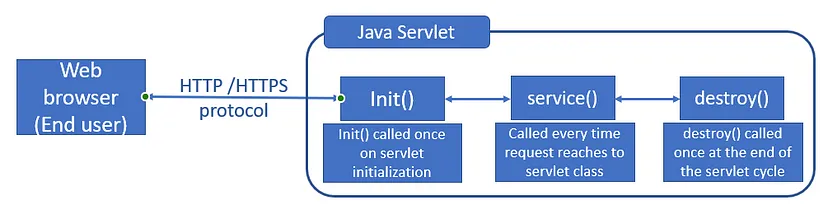 Java Servlet
Web
browser
(End user)
HTTP /HTTPS
protocol
Init()
service()
destroy()
Init() called once
on servlet
initialization
Called every time
request reaches to
servlet class
destroy() called
once at the end of
the servlet cycle